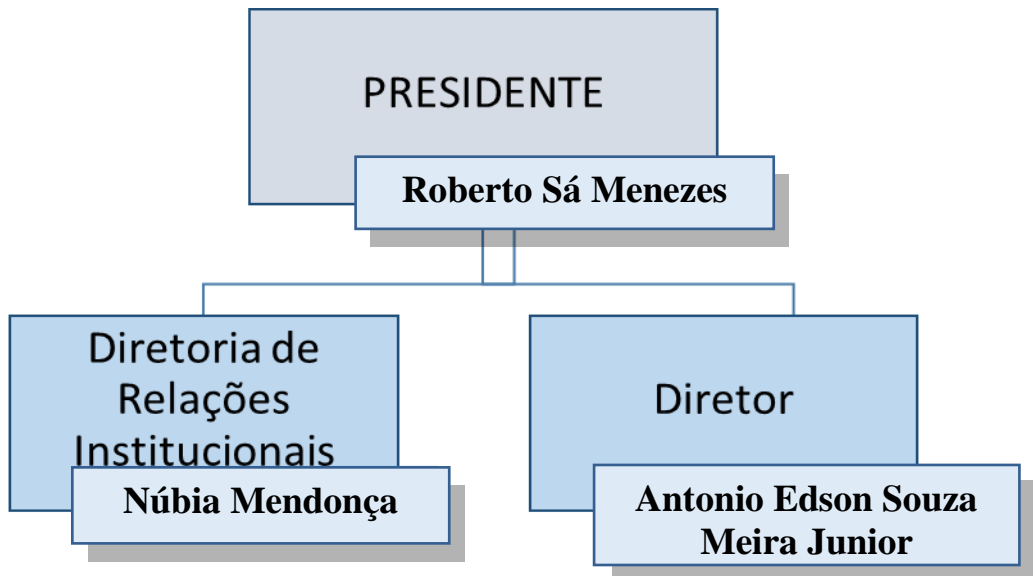 PRESIDENTE
Roberto Sá Menezes
Diretoria de
Relações
Institucionais
Núbia Mendonça
Diretor
Antonio Edson Souza
Meira Junior